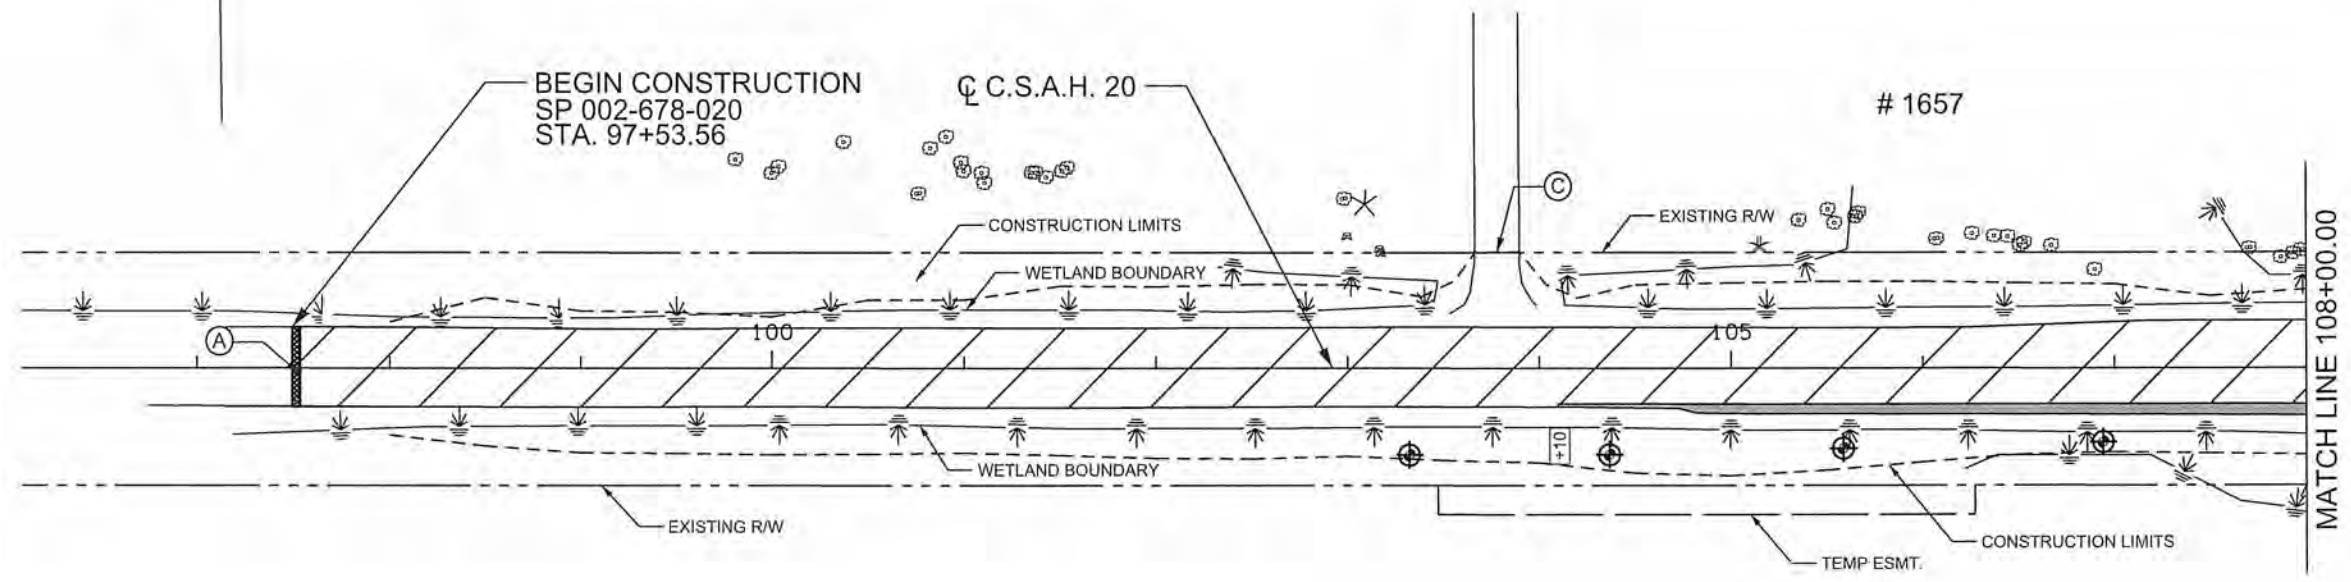 BEGIN CONSTRUCTION
SP 002-678-020
STA. 97+53.56
℄ C.S.A.H. 20
# 1657
C
EXISTING R/W
CONSTRUCTION LIMITS
WETLAND BOUNDARY
A
100
105
MATCH LINE 108+00.00
+10
WETLAND BOUNDARY
EXISTING R/W
CONSTRUCTION LIMITS
TEMP ESMT.